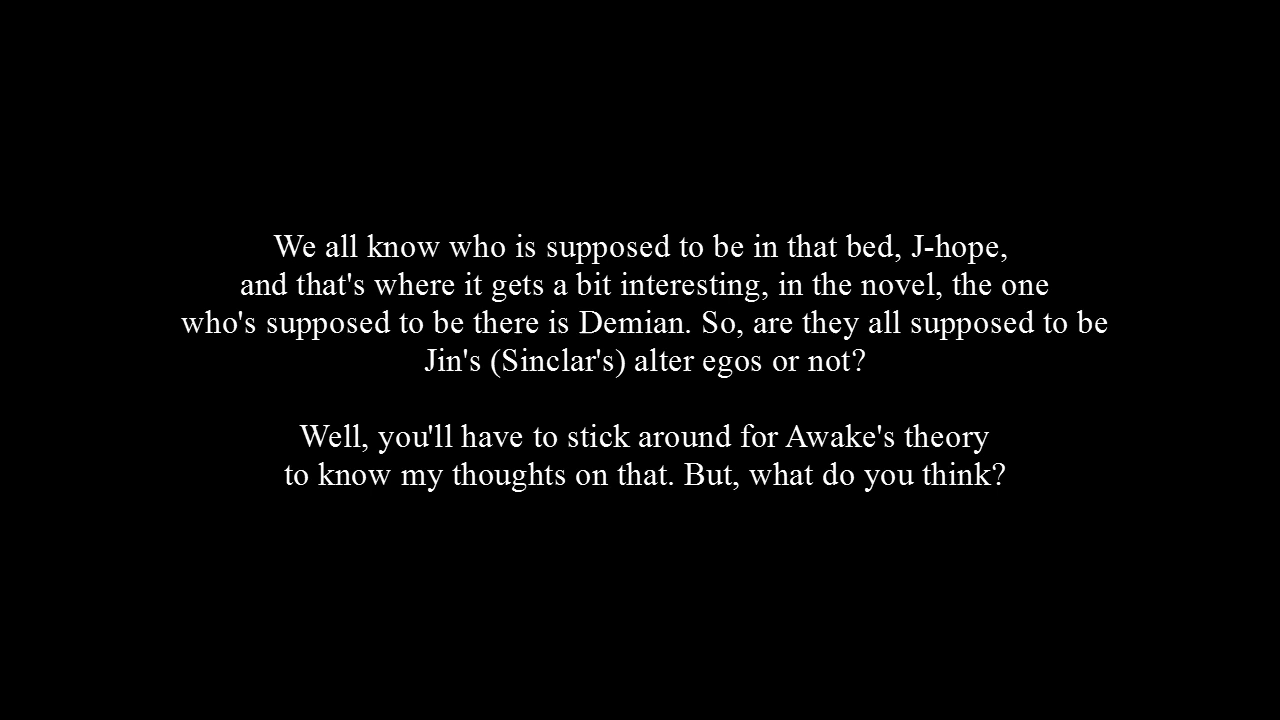 We all know who is supposed to be in that bed, J-hope,
and that's where it gets a bit interesting, in the novel, the one
who's supposed to be there is Demian. So, are they all supposed to be
Jin's (Sinclar's) alter egos or not?
Well, you'll have to stick around for Awake's theory
to know my thoughts on that. But, what do you think?